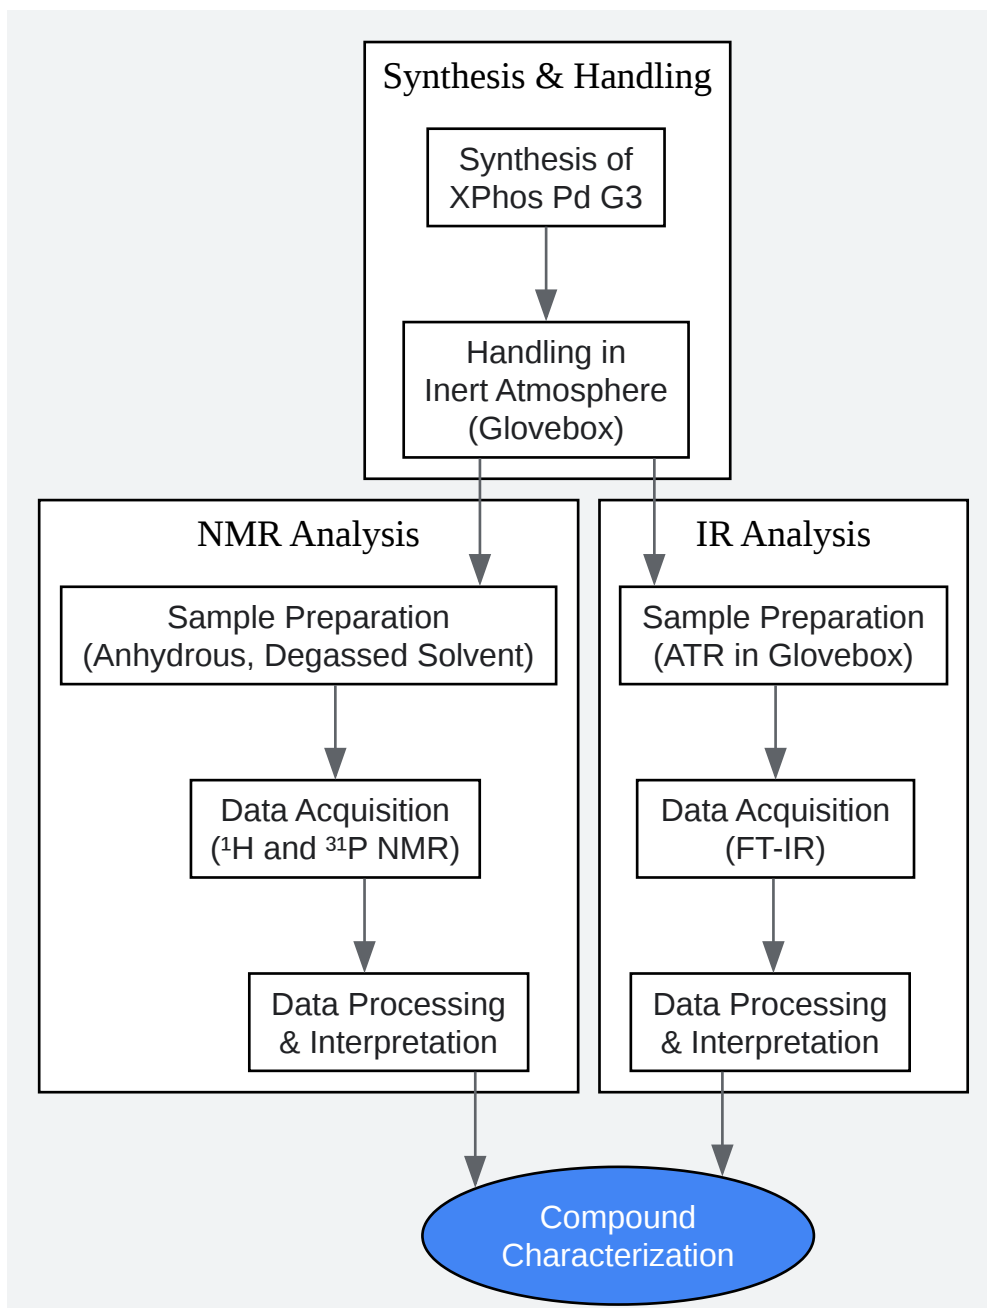 Synthesis & Handling
Synthesis of
XPhos Pd G3
Handling in
Inert Atmosphere
(Glovebox)
NMR Analysis
Sample Preparation
(Anhydrous, Degassed Solvent)
Data Acquisition
(¹H and ³¹P NMR)
Data Processing
& Interpretation
IR Analysis
Sample Preparation
(ATR in Glovebox)
Data Acquisition
(FT-IR)
Data Processing
& Interpretation
Compound
Characterization